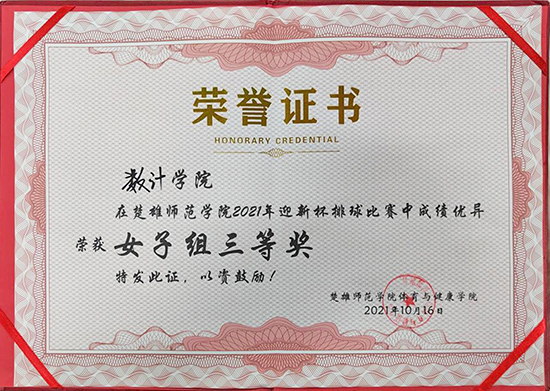 荣誉证书
HONORARY CREDENTIAL
数计学院
在楚雄师范学院2021年迎新杯排球比赛中成绩优异
荣获 女子组三等奖
特发此证，以资鼓励！
楚雄师范学院体育与健康学院
2021年10月16日